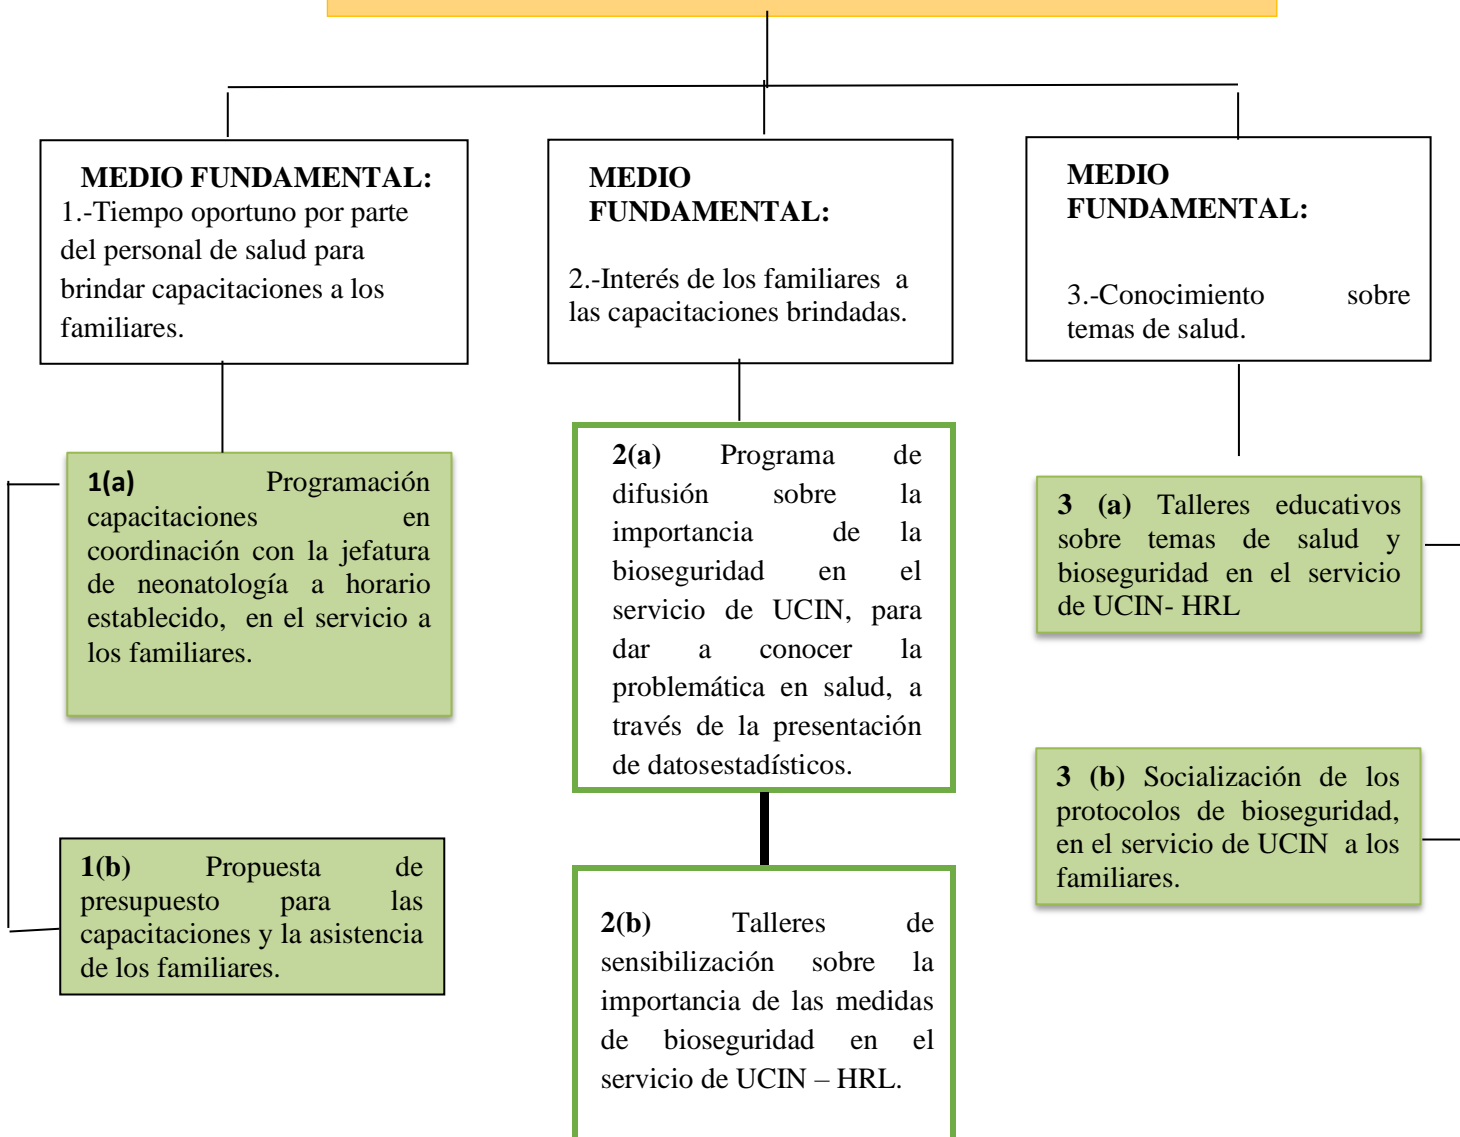 MEDIO FUNDAMENTAL:
1.-Tiempo oportuno por parte
del personal de salud para
brindar capacitaciones a los
familiares.
MEDIO
FUNDAMENTAL:
2.-Interés de los familiares a
las capacitaciones brindadas.
MEDIO
FUNDAMENTAL:
3.-Conocimiento sobre
temas de salud.
1(a) Programación
capacitaciones en
coordinación con la jefatura
de neonatología a horario
establecido, en el servicio a
los familiares.
2(a) Programa de
difusión sobre la
importancia de la
bioseguridad en el
servicio de UCIN, para
dar a conocer la
problemática en salud, a
través de la presentación
de datosestadísticos.
3 (a) Talleres educativos
sobre temas de salud y
bioseguridad en el servicio
de UCIN- HRL
1(b) Propuesta de
presupuesto para las
capacitaciones y la asistencia
de los familiares.
2(b) Talleres de
sensibilización sobre la
importancia de las medidas
de bioseguridad en el
servicio de UCIN – HRL.
3 (b) Socialización de los
protocolos de bioseguridad,
en el servicio de UCIN a los
familiares.